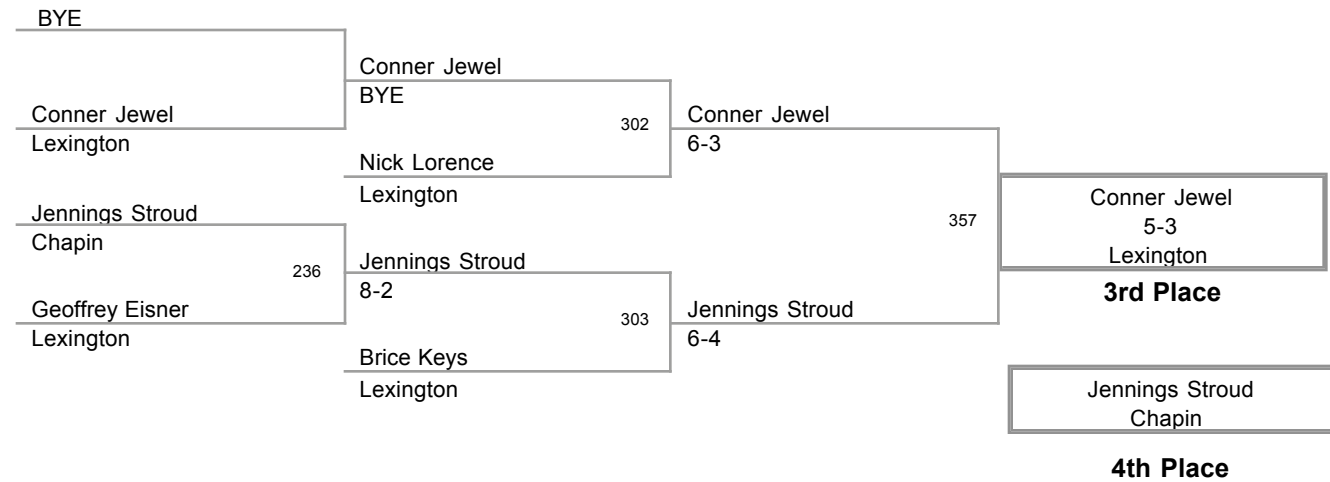 BYE
Conner Jewel
Lexington
Jennings Stroud
Chapin
236
Geoffrey Eisner
Lexington
Conner Jewel
BYE
302
Nick Lorence
Lexington
Jennings Stroud
8-2
303
Brice Keys
Lexington
Conner Jewel
6-3
357
Jennings Stroud
6-4
Conner Jewel
5-3
Lexington
3rd Place
Jennings Stroud
Chapin
4th Place